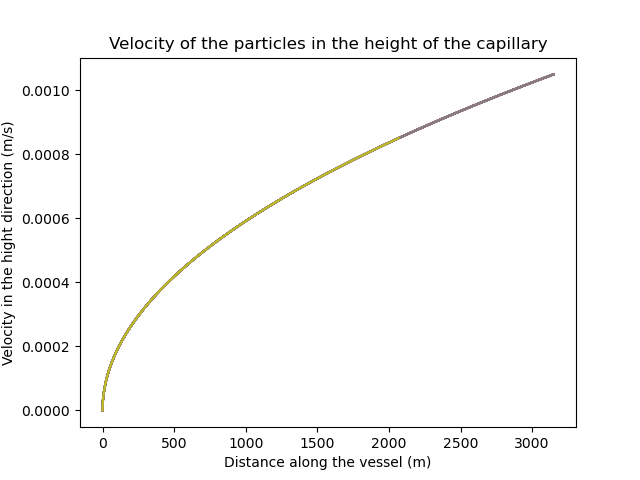 Velocity of the particles in the height of the capillary
Velocity in the hight direction (m/s)
0.0010
0.0008
0.0006
0.0004
0.0002
0.0000
0 500 1000 1500 2000 2500 3000
Distance along the vessel (m)